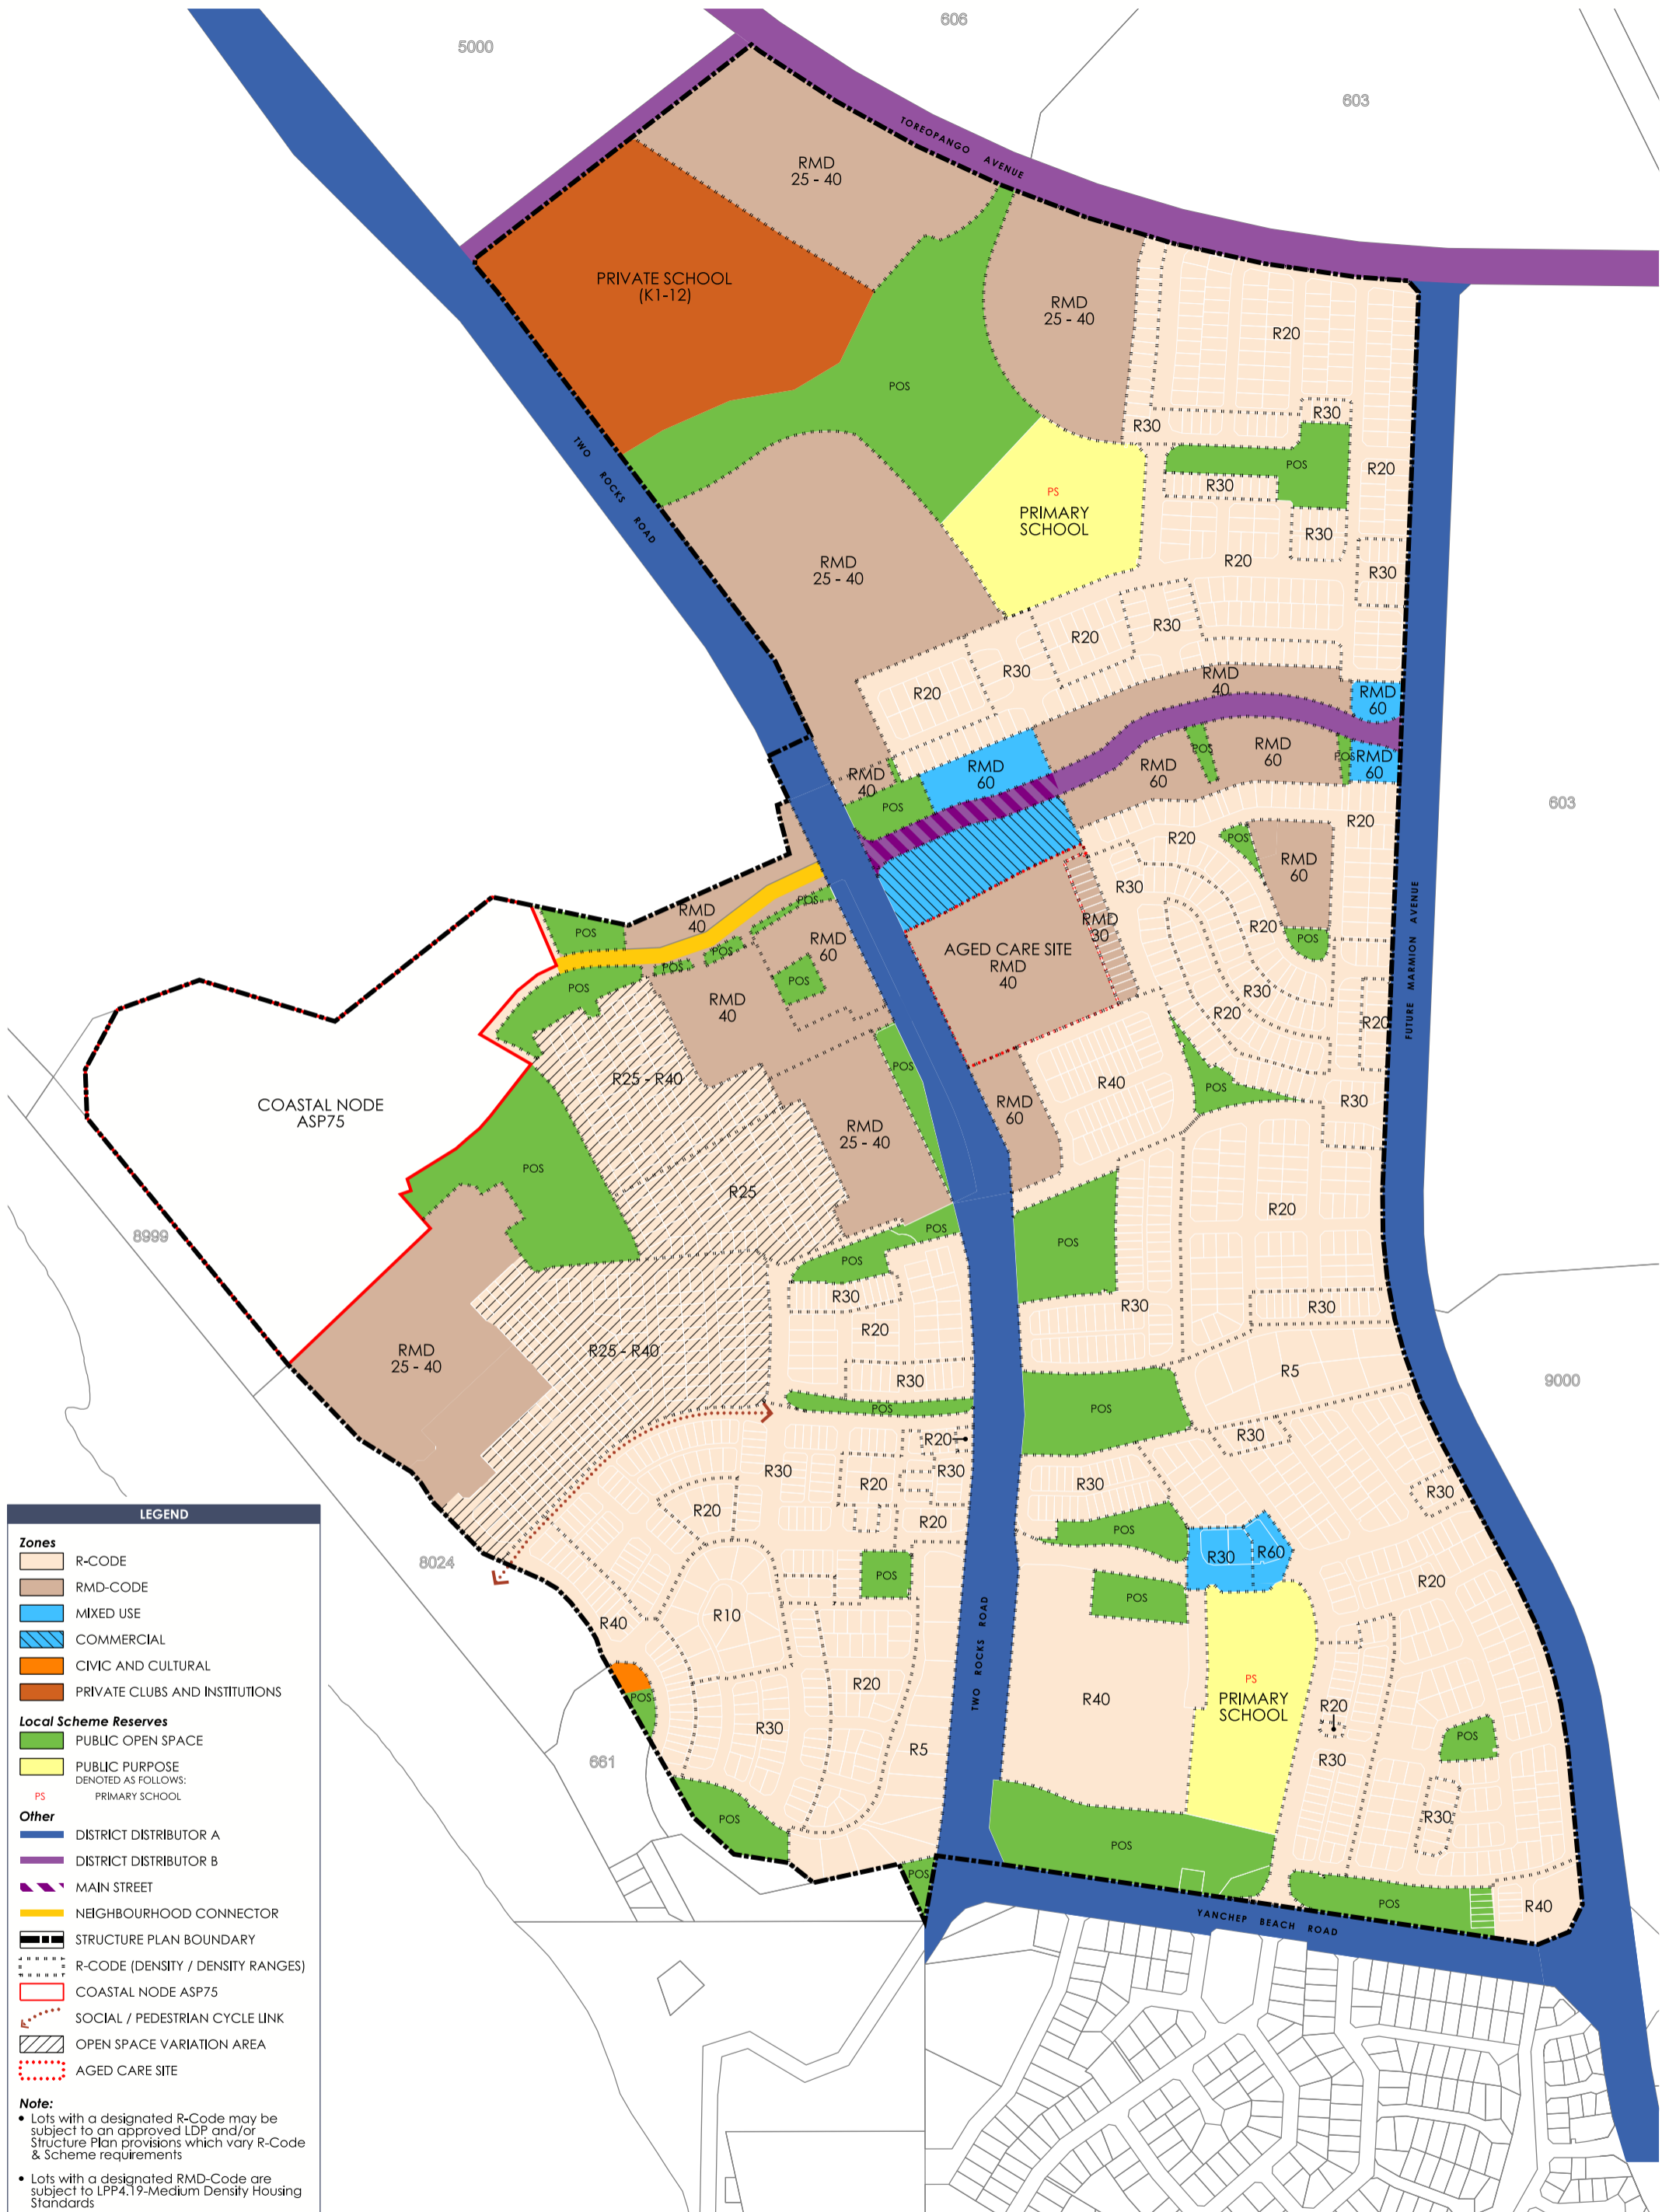 606
5000
603
TOREOPANGO AVENUE
RMD
25 - 40
PRIVATE SCHOOL
(K1-12)
RMD
25 - 40
R20
POS
R30
R30
POS
R20
TWO ROCKS ROAD
R30
PS
PRIMARY
SCHOOL
R30
R20
RMD
25 - 40
R30
R20
R30
R30
R20
RMD
40
RMD
60
RMD
60
RMD
60
POS
POS
RMD
60
RMD
60
RMD
40
POS
603
R20
R20
POS
RMD
60
R30
POS
RMD
40
POS
RMD
30
R20
POS
RMD
60
AGED CARE SITE
RMD
40
POS
POS
POS
POS
POS
R30
RMD
40
R20
R20
FUTURE MARMION AVENUE
POS
R25 - R40
R40
POS
COASTAL NODE
ASP75
RMD
60
R30
RMD
25 - 40
POS
R25
R20
8999
POS
POS
POS
R30
R30
R30
R20
RMD
25 - 40
R25 - R40
R5
R30
9000
POS
POS
R20
R30
R30
R30
R20
R30
R30
R20
R20
POS
8024
R30
R60
POS
R20
POS
R10
R40
TWO ROCKS ROAD
R20
PS
PRIMARY
SCHOOL
POS
R40
R20
R30
POS
R5
661
R30
R30
POS
POS
POS
POS
R40
YANCHEP BEACH ROAD
LEGEND
Zones
R-CODE
RMD-CODE
MIXED USE
COMMERCIAL
CIVIC AND CULTURAL
PRIVATE CLUBS AND INSTITUTIONS
Local Scheme Reserves
PUBLIC OPEN SPACE
PUBLIC PURPOSE
DENOTED AS FOLLOWS:
PS PRIMARY SCHOOL
Other
DISTRICT DISTRIBUTOR A
DISTRICT DISTRIBUTOR B
MAIN STREET
NEIGHBOURHOOD CONNECTOR
STRUCTURE PLAN BOUNDARY
R-CODE (DENSITY / DENSITY RANGES)
COASTAL NODE ASP75
SOCIAL / PEDESTRIAN CYCLE LINK
OPEN SPACE VARIATION AREA
AGED CARE SITE
Note:
• Lots with a designated R-Code may be
subject to an approved LDP and/or
Structure Plan provisions which vary R-Code
& Scheme requirements
• Lots with a designated RMD-Code are
subject to LPP4.19-Medium Density Housing
Standards